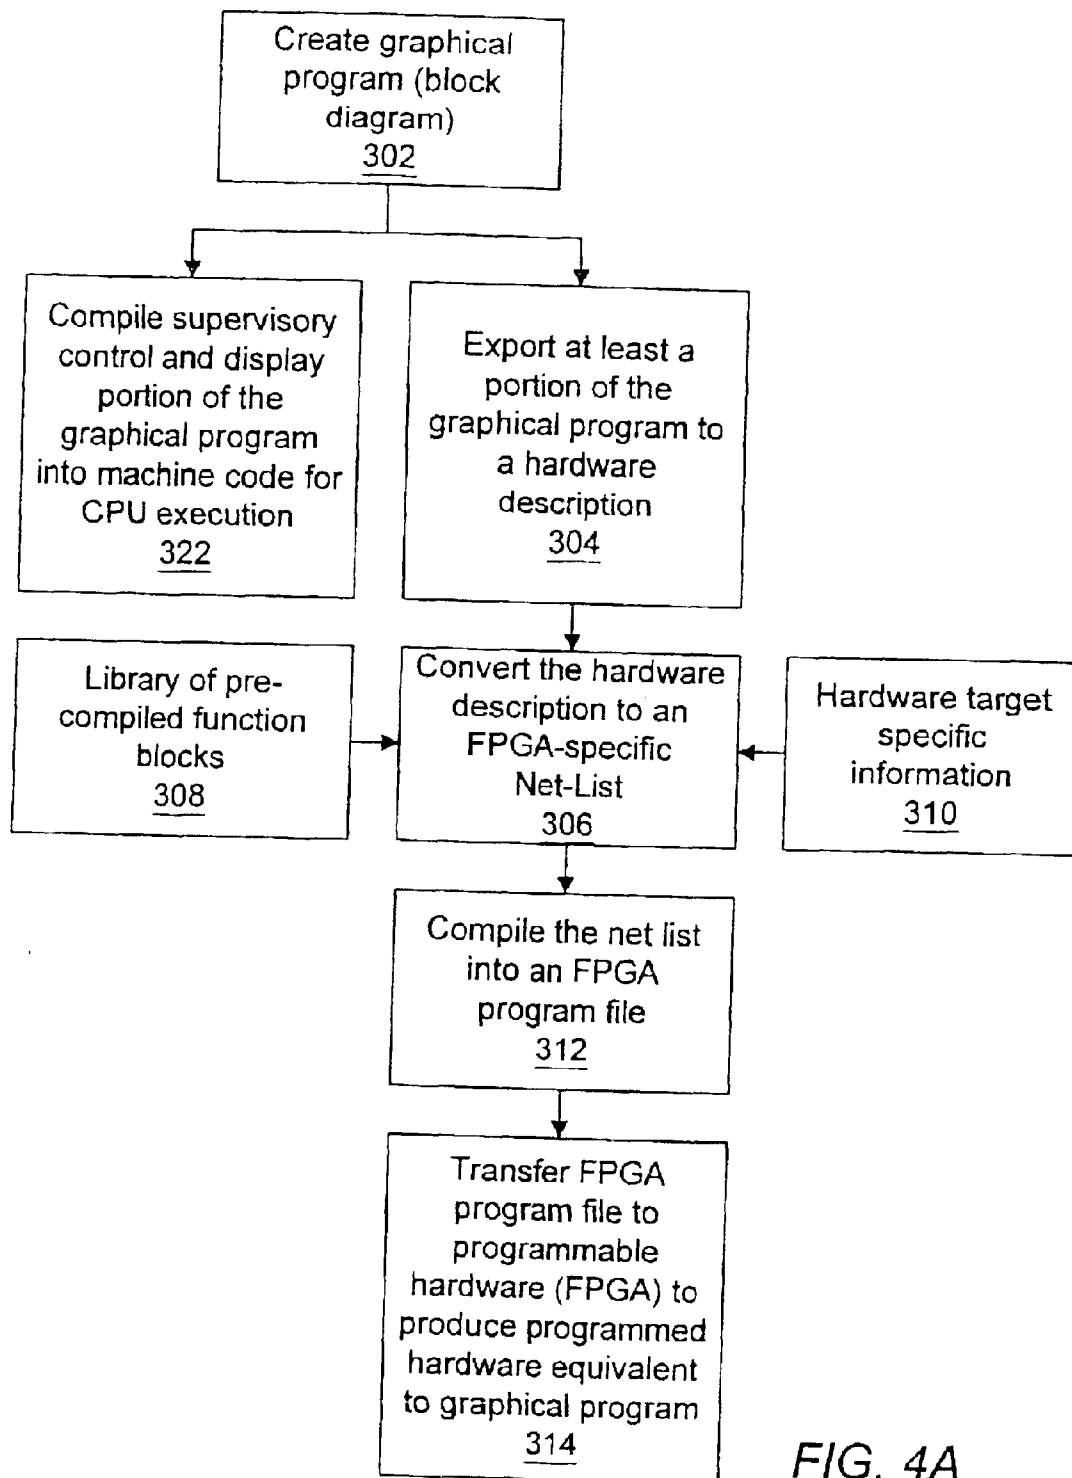 Create graphical
program (block
diagram)
302
Compile supervisory
control and display
portion of the
graphical program
into machine code for
CPU execution
322
Export at least a
portion of the
graphical program to
a hardware
description
304
Library of pre-
compiled function
blocks
308
Convert the hardware
description to an
FPGA-specific
Net-List
306
Hardware target
specific
information
310
Compile the net list
into an FPGA
program file
312
Transfer FPGA
program file to
programmable
hardware (FPGA) to
produce programmed
hardware equivalent
to graphical program
314
FIG. 4A